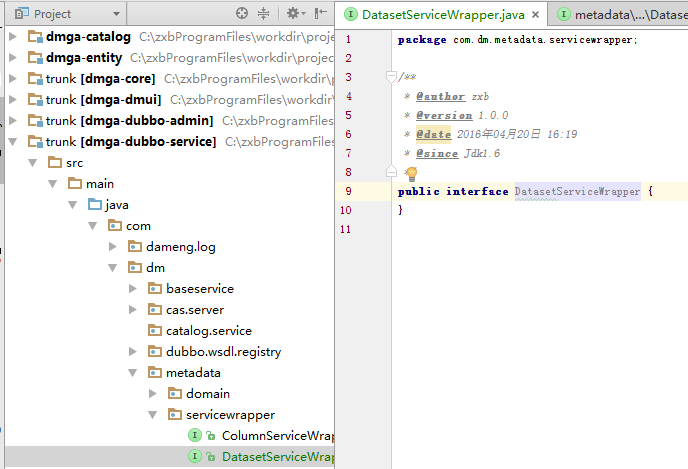 Project
dmga-catalog C:\zxbProgramFiles\workdir\proje
dmga-entity C:\zxbProgramFiles\workdir\project
trunk [dmga-core] C:\zxbProgramFiles\workdir\
trunk [dmga-dmui] C:\zxbProgramFiles\workdir\
trunk [dmga-dubbo-admin] C:\zxbProgramFiles
trunk [dmga-dubbo-service] C:\zxbProgramFiles
src
main
java
com
dameng.log
dm
baseservice
cas.server
catalog.service
dubbo.wsdl.registry
metadata
domain
servicewrapper
ColumnServiceWrap
DatasetServiceWrap
DatasetServiceWrapper.java
metadata\...\Datase
1 package com.dm.metadata.servicewrapper;
2
3 /**
4 * @author zxb
5 * @version 1.0.0
6 * @date 2016年04月20日 16:19
7 * @since Jdk1.6
8 *
9 public interface DatasetServiceWrapper {
10 }
11